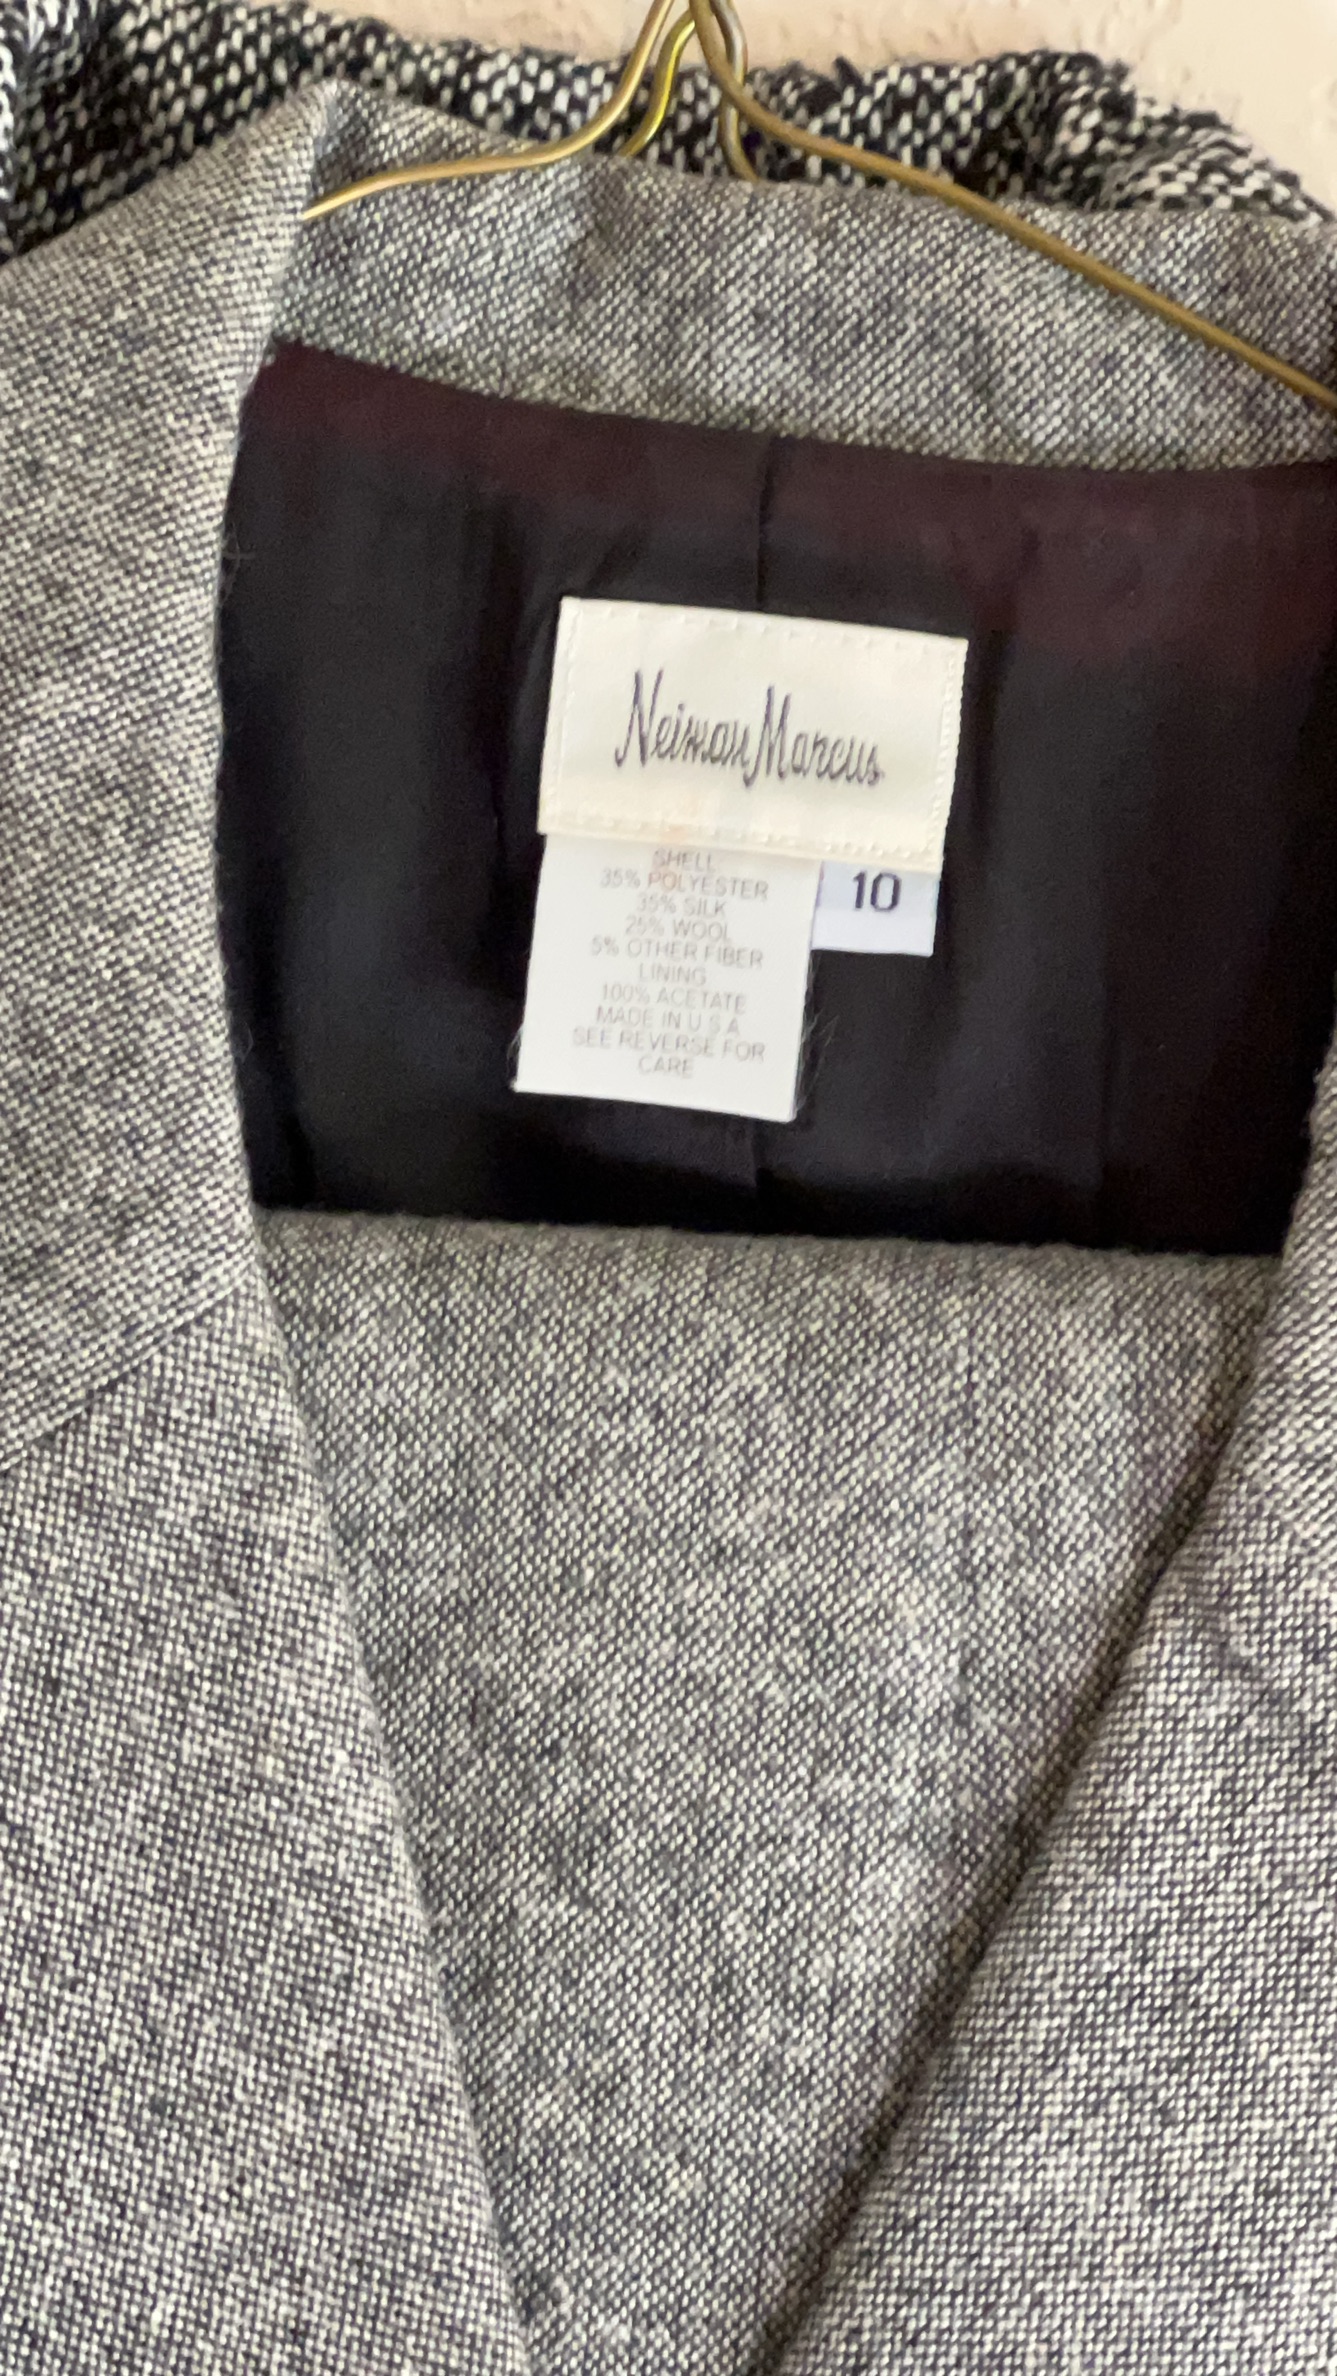 Neiman Marcus
SHELL
35% POLYESTER
35% SILK
25% WOOL
5% OTHER FIBER
LINING
100% ACETATE
MADE IN U S A
SEE REVERSE FOR
CARE
10